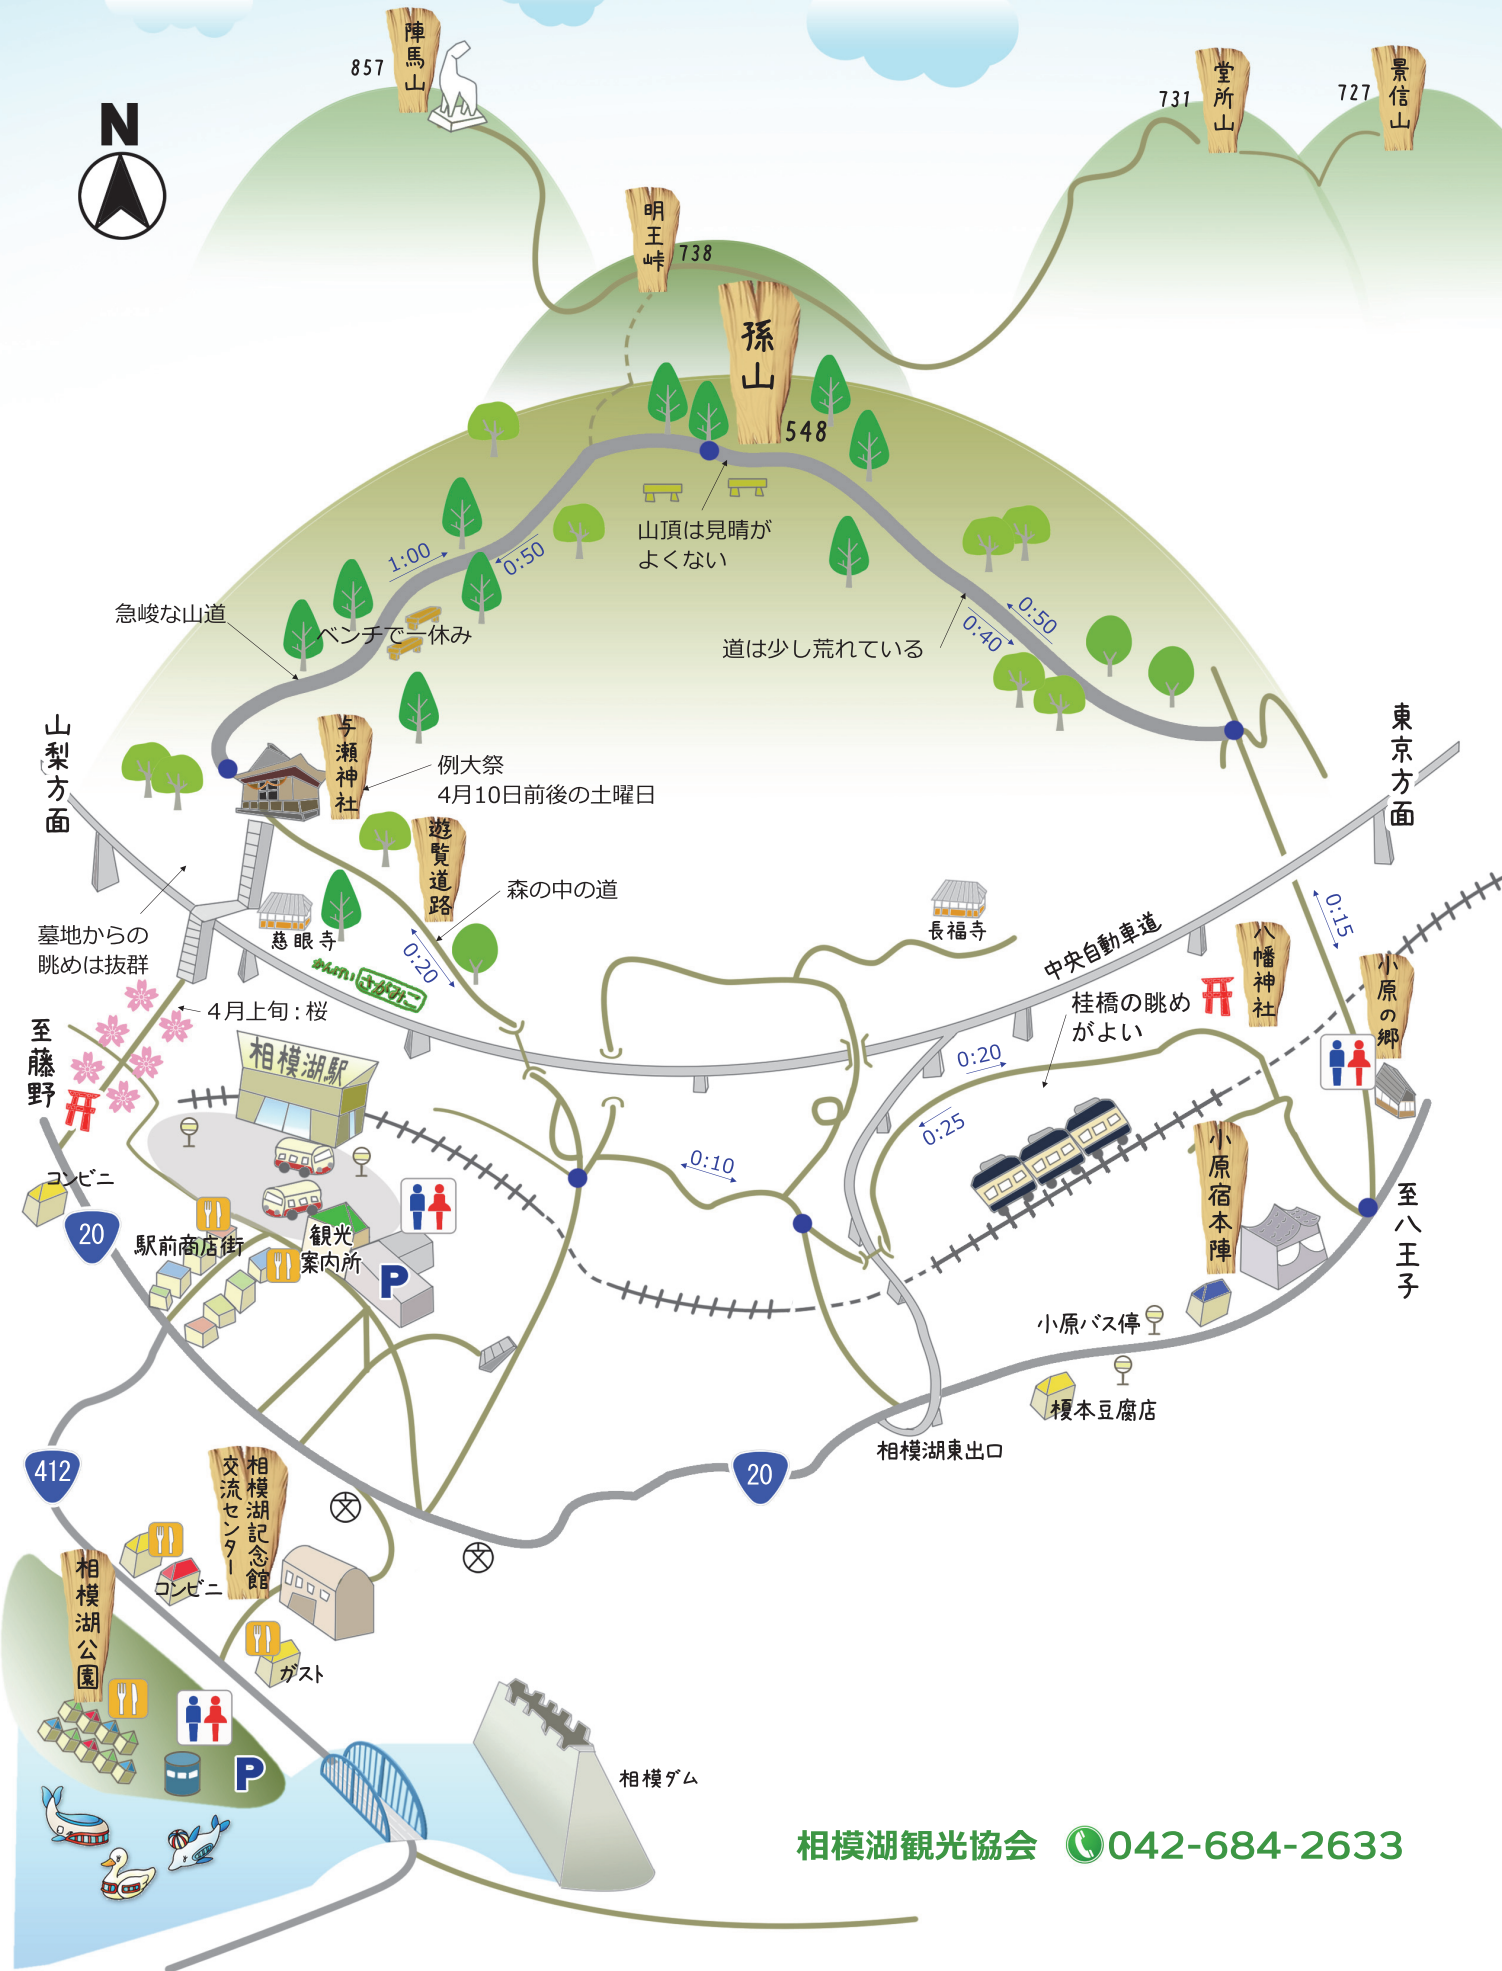 陣馬山
857
N
堂所山
731
景信山
727
明王峠
738
孫山
548
山頂は見晴が
よくない
1:00
0:50
急峻な山道
ベンチで一休み
道は少し荒れている
0:50
0:40
山梨方面
与瀬神社
例大祭
4月10日前後の土曜日
東京方面
遊覧道路
森の中の道
墓地からの
眺めは抜群
慈眼寺
0:20
かんけい さがみこ
長福寺
中央自動車道
0:15
八幡神社
小原の郷
桂橋の眺め
がよい
4月上旬:桜
至藤野
相模湖駅
0:20
0:25
0:10
コンビニ
20
駅前商店街
観光
案内所
P
小原宿本陣
至八王子
小原バス停
榎本豆腐店
相模湖東出口
20
412
文
文
相模湖記念館
交流センター
コンビニ
ガスト
相模湖公園
P
相模ダム
相模湖観光協会 042-684-2633